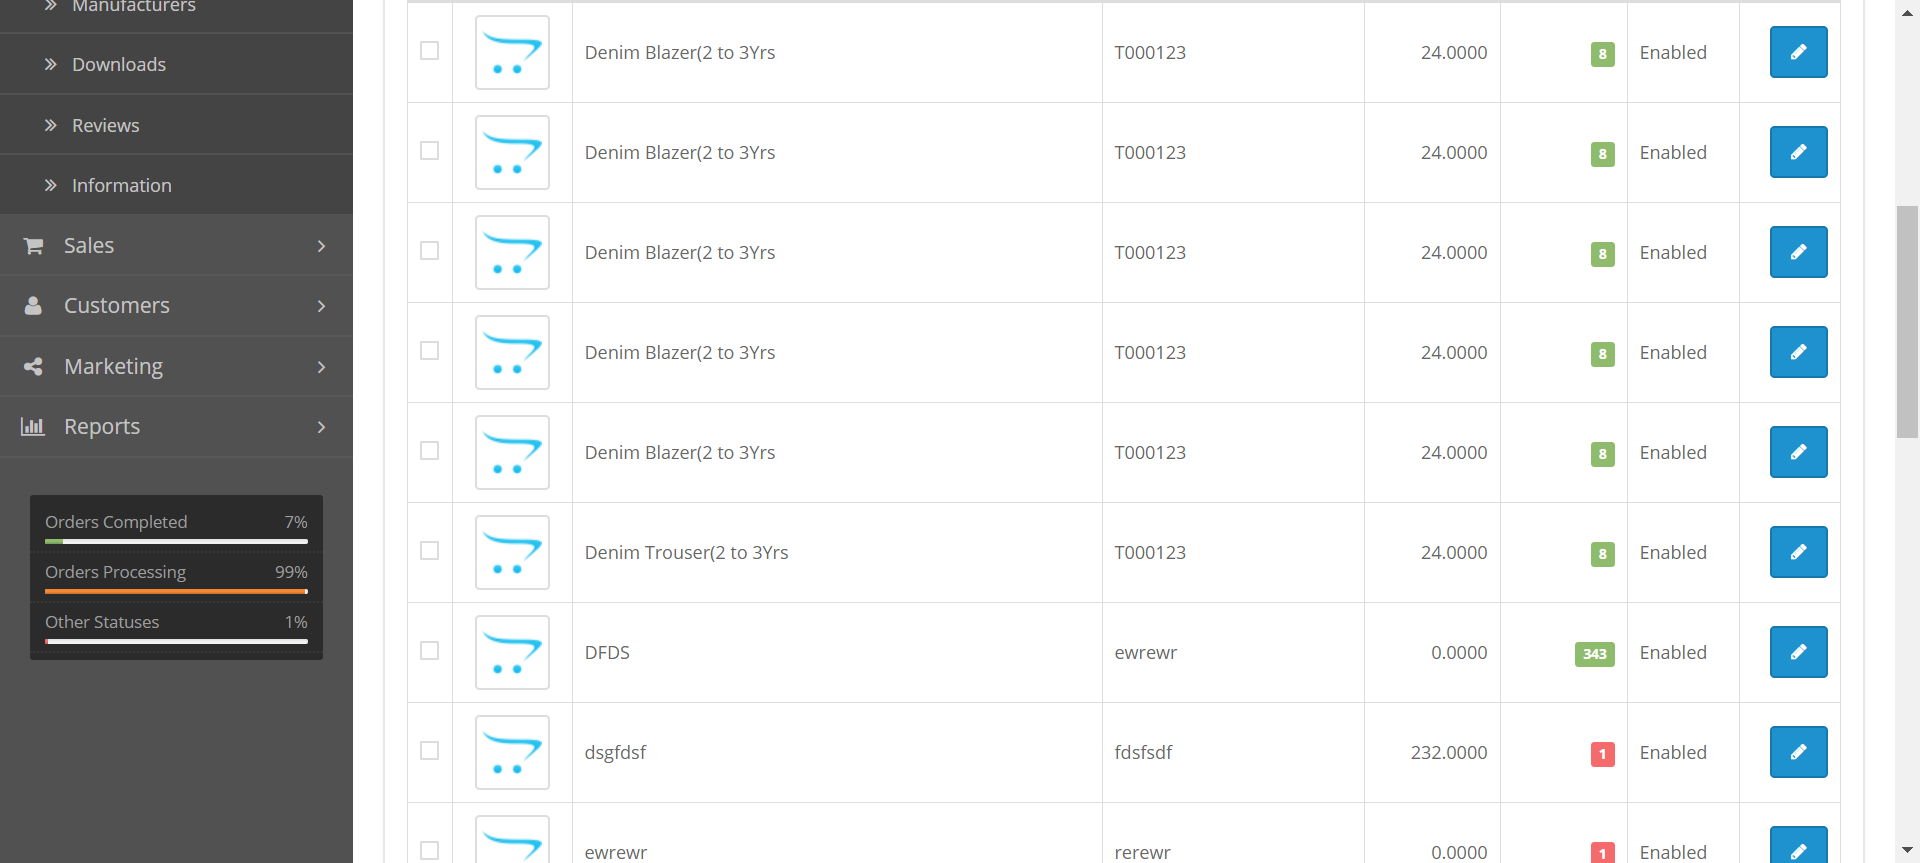 Manufacturers
Downloads
Reviews
Information
Sales
Customers
Marketing
Reports
Orders Completed 7%
Orders Processing 99%
Other Statuses 1%
Denim Blazer(2 to 3Yrs T000123 24.0000 8 Enabled
Denim Blazer(2 to 3Yrs T000123 24.0000 8 Enabled
Denim Blazer(2 to 3Yrs T000123 24.0000 8 Enabled
Denim Blazer(2 to 3Yrs T000123 24.0000 8 Enabled
Denim Blazer(2 to 3Yrs T000123 24.0000 8 Enabled
Denim Trouser(2 to 3Yrs T000123 24.0000 8 Enabled
DFDS ewrewr 0.0000 343 Enabled
dsgfdsf fdsfsdf 232.0000 1 Enabled
ewrewr rerewr 0.0000 1 Enabled